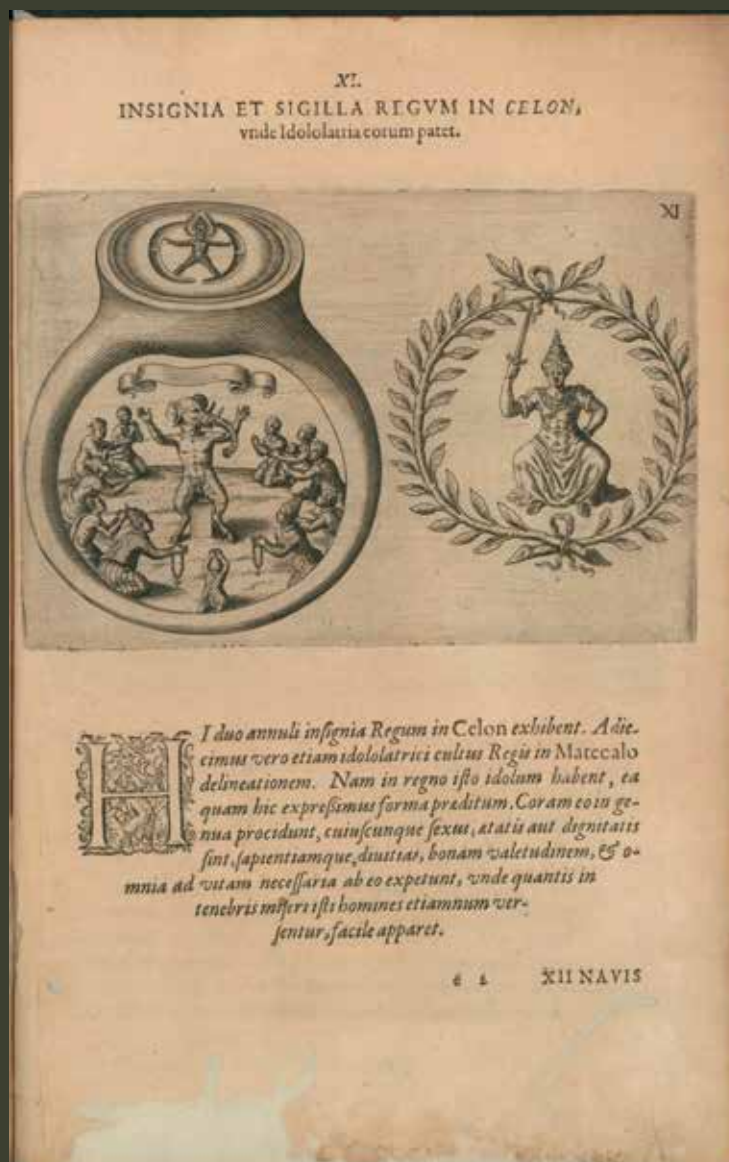 XI.
INSIGNIA ET SIGILLA REGVM IN CELON,
vnde Idololatria eorum patet.
XI
HI duo annuli insignia Regum in Celon exhibent. Adie-
cimus vero etiam idololatrici cultus Regis in Matecalo
delineationem. Nam in regno isto idolum habent, ea
quam hic expreßimus forma præditum. Coram eo in ge-
nua procidunt, cuiuscunque sexus, ætatis aut dignitatis
sint, sapientiamque, diuitias, bonam valetudinem, & o-
mnia ad vitam necessaria ab eo expetunt, vnde quantis in
tenebris miseri isti homines etiamnum ver-
sentur, facile apparet.
XII NAVIS